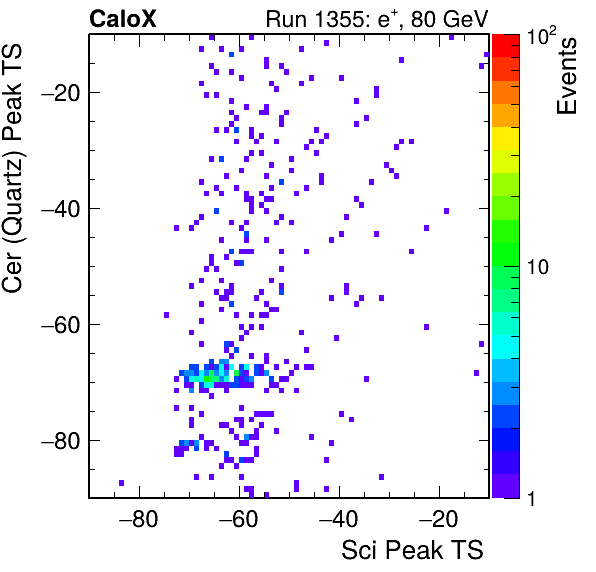 CaloX Run 1355: e⁺, 80 GeV
Cer (Quartz) Peak TS
−20
−40
−60
−80
−80 −60 −40 −20
Sci Peak TS
10²
10
1
Events